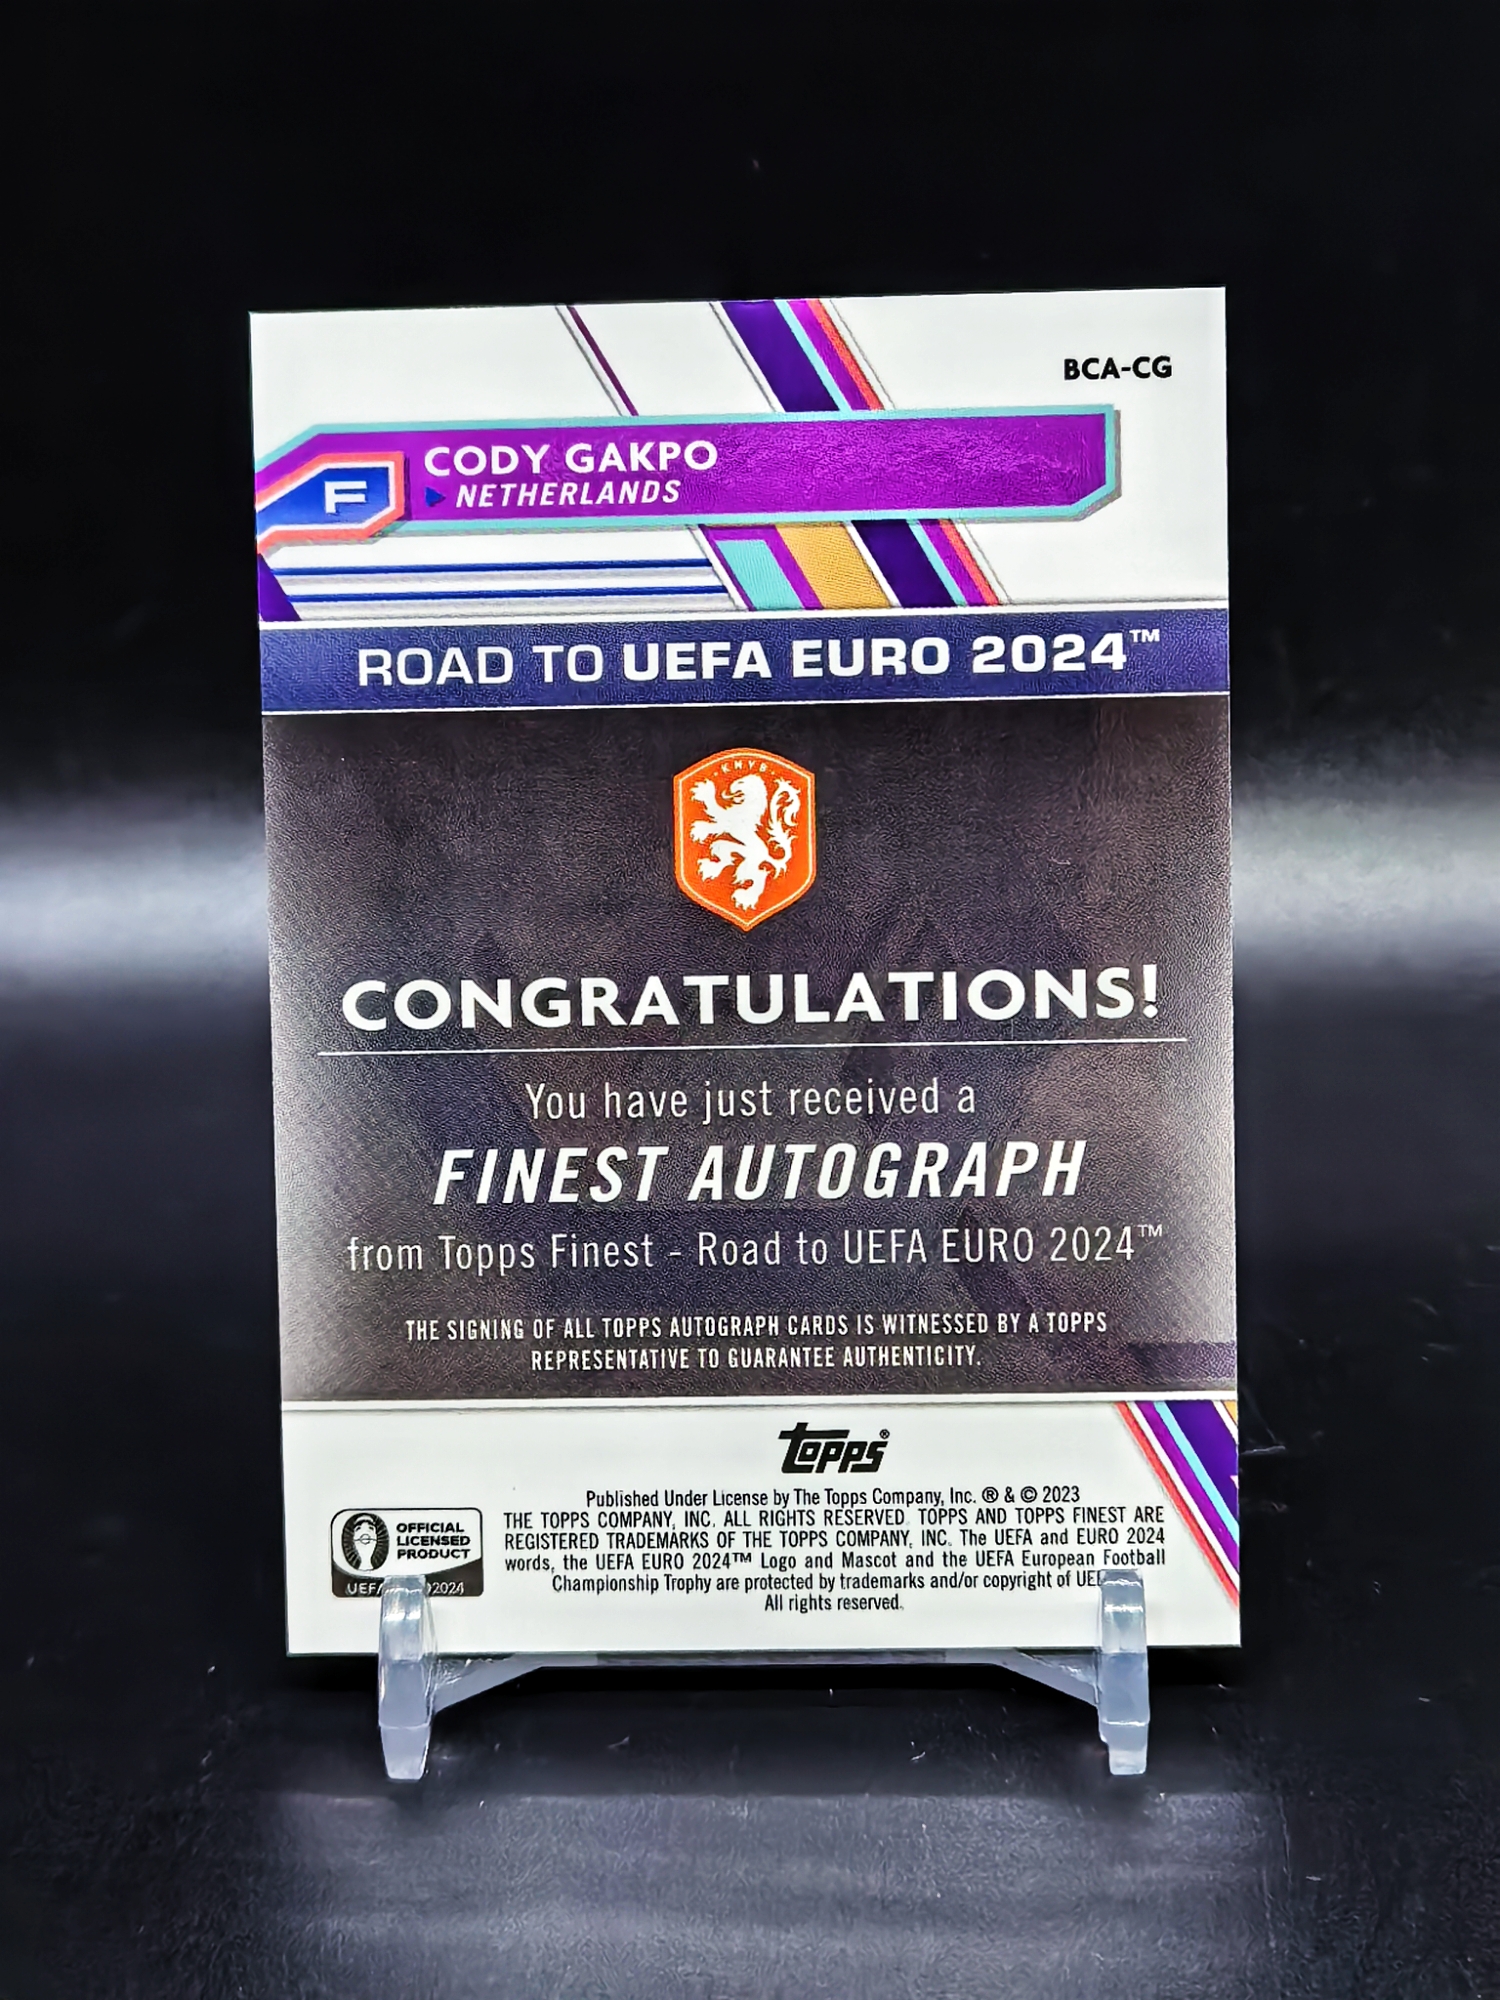 BCA-CG
CODY GAKPO
F
NETHERLANDS
ROAD TO UEFA EURO 2024™
KNVB
CONGRATULATIONS!
You have just received a
FINEST AUTOGRAPH
from Topps Finest - Road to UEFA EURO 2024™
THE SIGNING OF ALL TOPPS AUTOGRAPH CARDS IS WITNESSED BY A TOPPS
REPRESENTATIVE TO GUARANTEE AUTHENTICITY.
topps®
Published Under License by The Topps Company, Inc. ® & © 2023
THE TOPPS COMPANY, INC. ALL RIGHTS RESERVED. TOPPS AND TOPPS FINEST ARE
REGISTERED TRADEMARKS OF THE TOPPS COMPANY, INC. The UEFA and EURO 2024
words, the UEFA EURO 2024™ Logo and Mascot and the UEFA European Football
Championship Trophy are protected by trademarks and/or copyright of
All rights reserved.
OFFICIAL
LICENSED
PRODUCT
2024